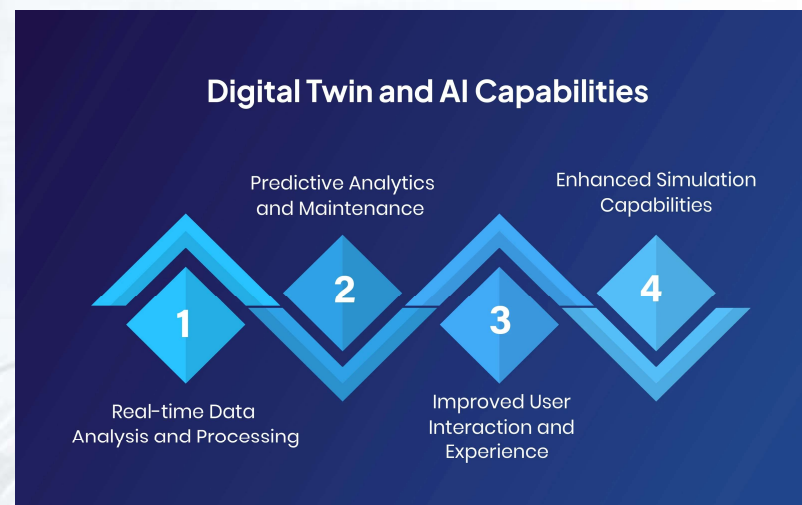 Digital Twin and AI Capabilities
1
Real-time Data
Analysis and Processing
Predictive Analytics
and Maintenance
2
3
Improved User
Interaction and
Experience
Enhanced Simulation
Capabilities
4